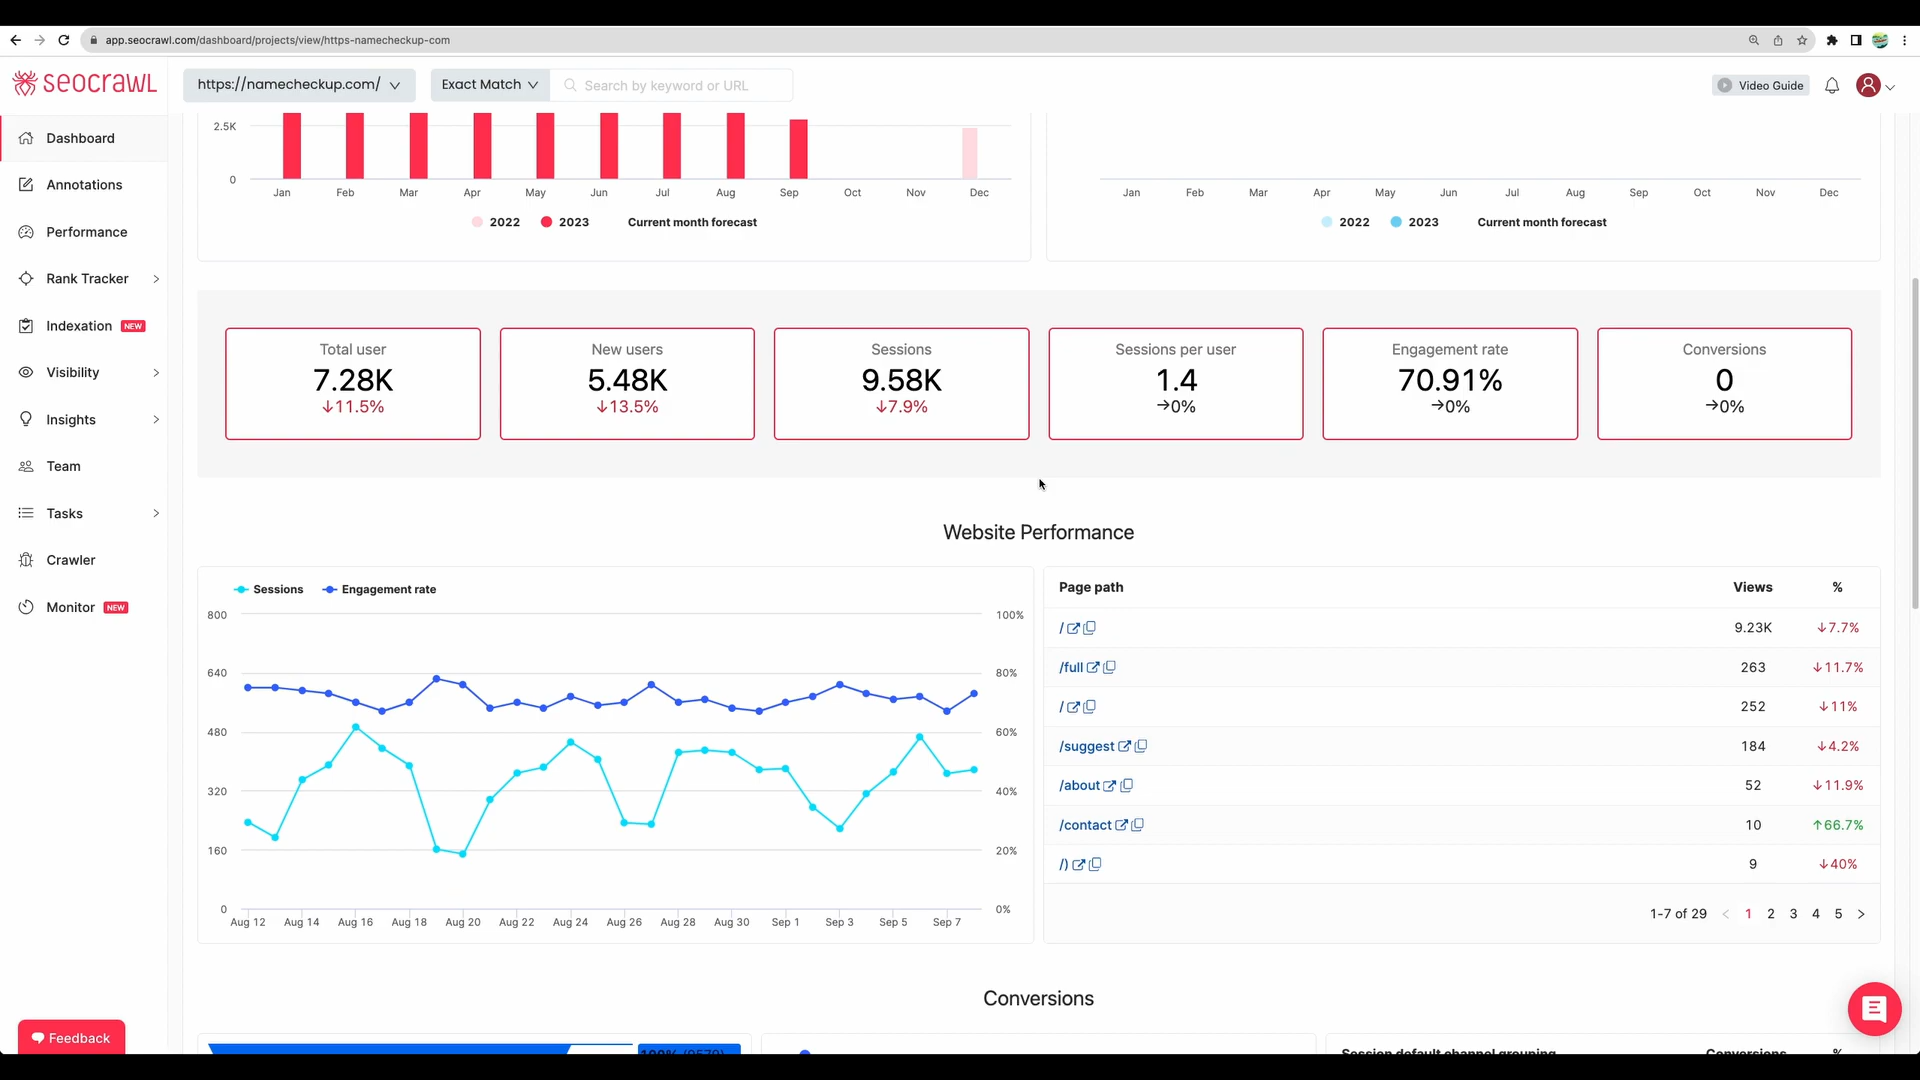 app.seocrawl.com/dashboard/projects/view/https-namecheckup-com
seocrawl
https://namecheckup.com/
Exact Match
Search by keyword or URL
Video Guide
Dashboard
Annotations
Performance
Rank Tracker
Indexation NEW
Visibility
Insights
Team
Tasks
Crawler
Monitor NEW
Feedback
2.5K
0
Jan Feb Mar Apr May Jun Jul Aug Sep Oct Nov Dec
2022 2023 Current month forecast
Jan Feb Mar Apr May Jun Jul Aug Sep Oct Nov Dec
2022 2023 Current month forecast
Total user
7.28K
↓11.5%
New users
5.48K
↓13.5%
Sessions
9.58K
↓7.9%
Sessions per user
1.4
→0%
Engagement rate
70.91%
→0%
Conversions
0
→0%
Website Performance
Sessions Engagement rate
800 100%
640 80%
480 60%
320 40%
160 20%
0 0%
Aug 12 Aug 14 Aug 16 Aug 18 Aug 20 Aug 22 Aug 24 Aug 26 Aug 28 Aug 30 Sep 1 Sep 3 Sep 5 Sep 7
Page path Views %
/ 9.23K ↓7.7%
/full 263 ↓11.7%
/ 252 ↓11%
/suggest 184 ↓4.2%
/about 52 ↓11.9%
/contact 10 ↑66.7%
/) 9 ↓40%
1-7 of 29 < 1 2 3 4 5 >
Conversions
100% (9579)
Session default channel grouping Conversions %